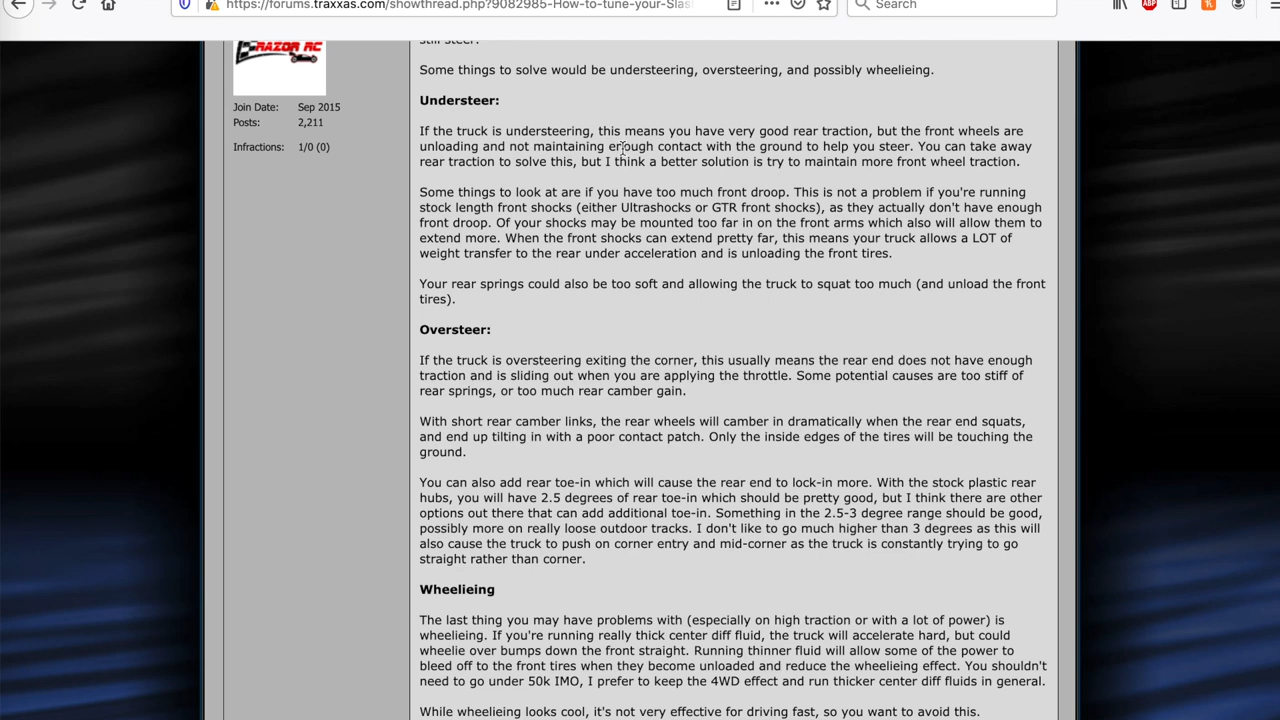 https://forums.traxxas.com/showthread.php?9082985-How-to-tune-your-Slas
Search
ABP
RAZOR RC
still steer.
Some things to solve would be understeering, oversteering, and possibly wheelieing.
Join Date: Sep 2015
Posts: 2,211
Infractions: 1/0 (0)
Understeer:
If the truck is understeering, this means you have very good rear traction, but the front wheels are
unloading and not maintaining enough contact with the ground to help you steer. You can take away
rear traction to solve this, but I think a better solution is try to maintain more front wheel traction.
Some things to look at are if you have too much front droop. This is not a problem if you're running
stock length front shocks (either Ultrashocks or GTR front shocks), as they actually don't have enough
front droop. Of your shocks may be mounted too far in on the front arms which also will allow them to
extend more. When the front shocks can extend pretty far, this means your truck allows a LOT of
weight transfer to the rear under acceleration and is unloading the front tires.
Your rear springs could also be too soft and allowing the truck to squat too much (and unload the front
tires).
Oversteer:
If the truck is oversteering exiting the corner, this usually means the rear end does not have enough
traction and is sliding out when you are applying the throttle. Some potential causes are too stiff of
rear springs, or too much rear camber gain.
With short rear camber links, the rear wheels will camber in dramatically when the rear end squats,
and end up tilting in with a poor contact patch. Only the inside edges of the tires will be touching the
ground.
You can also add rear toe-in which will cause the rear end to lock-in more. With the stock plastic rear
hubs, you will have 2.5 degrees of rear toe-in which should be pretty good, but I think there are other
options out there that can add additional toe-in. Something in the 2.5-3 degree range should be good,
possibly more on really loose outdoor tracks. I don't like to go much higher than 3 degrees as this will
also cause the truck to push on corner entry and mid-corner as the truck is constantly trying to go
straight rather than corner.
Wheelieing
The last thing you may have problems with (especially on high traction or with a lot of power) is
wheelieing. If you're running really thick center diff fluid, the truck will accelerate hard, but could
wheelie over bumps down the front straight. Running thinner fluid will allow some of the power to
bleed off to the front tires when they become unloaded and reduce the wheelieing effect. You shouldn't
need to go under 50k IMO, I prefer to keep the 4WD effect and run thicker center diff fluids in general.
While wheelieing looks cool, it's not very effective for driving fast, so you want to avoid this.